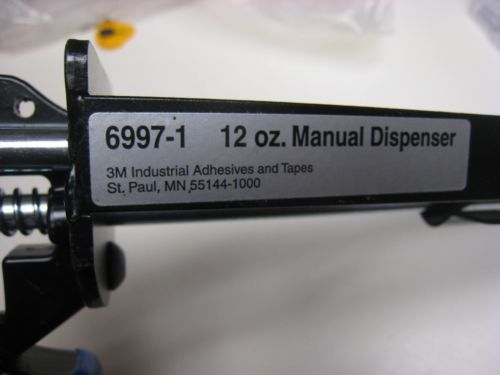 6997-1 12 oz. Manual Dispenser
3M Industrial Adhesives and Tapes
St. Paul, MN 55144-1000